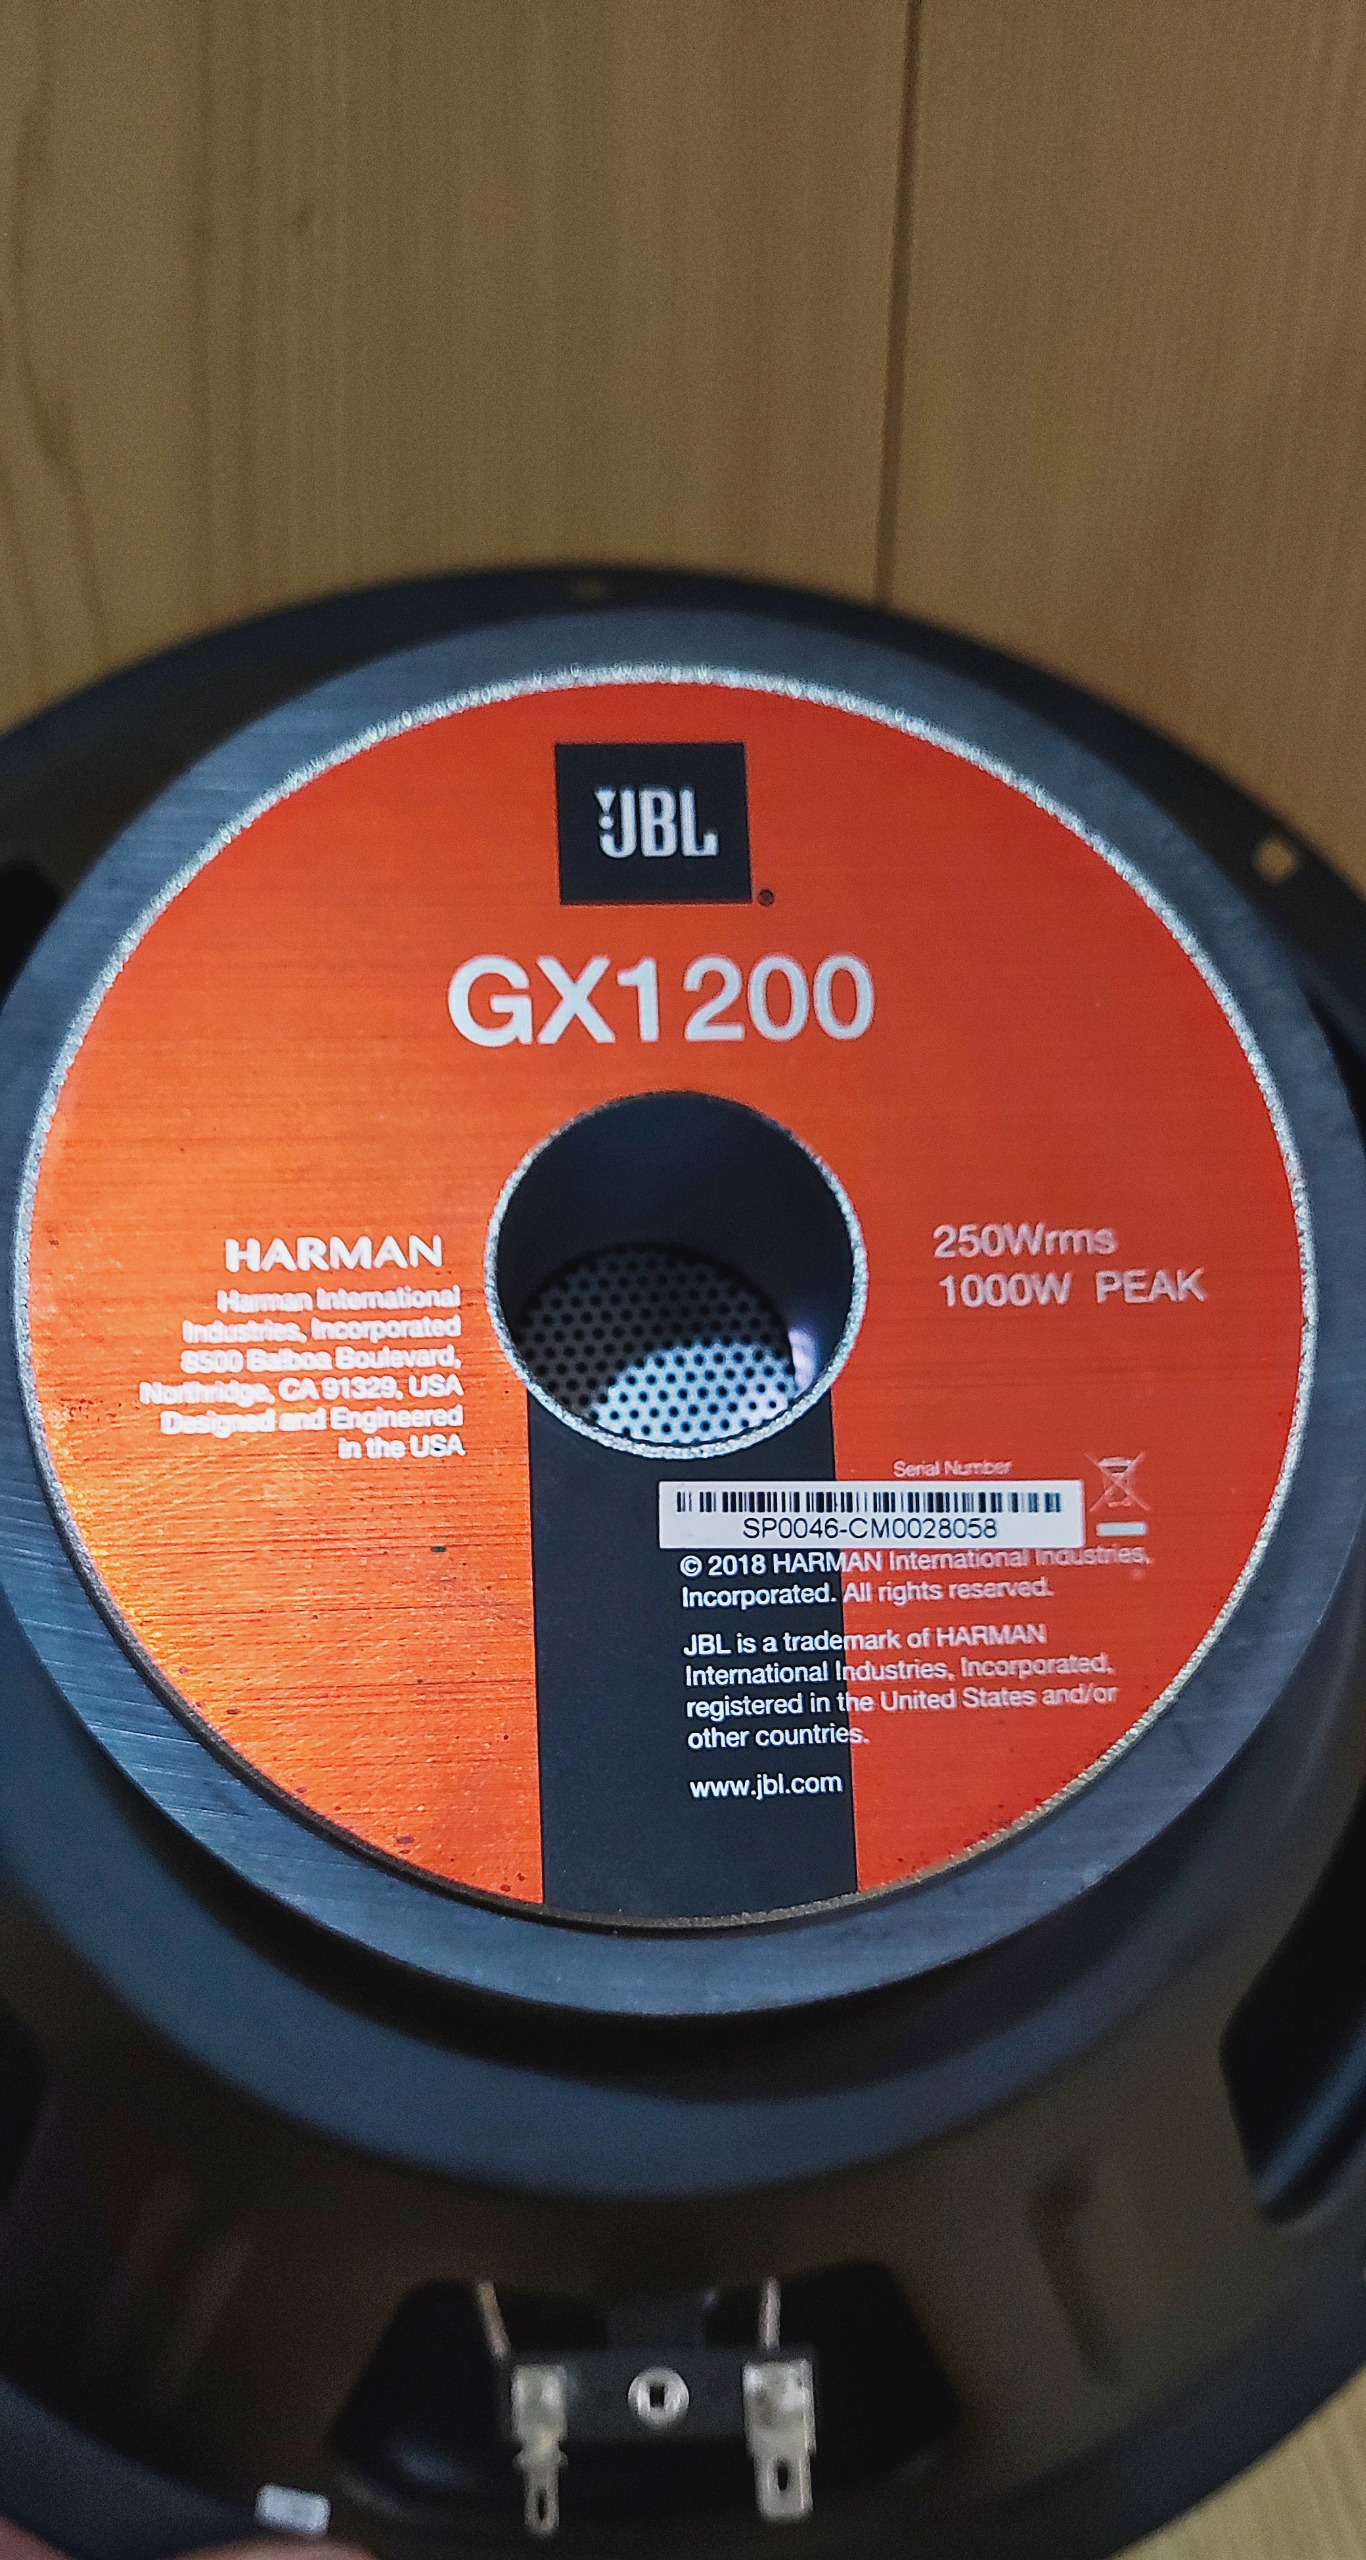 JBL
GX1200
HARMAN
Harman International
Industries, Incorporated
8500 Balboa Boulevard,
Northridge, CA 91329, USA
Designed and Engineered
in the USA
250Wrms
1000W PEAK
Serial Number
SP0046-CM0028058
© 2018 HARMAN International Industries,
Incorporated. All rights reserved.
JBL is a trademark of HARMAN
International Industries, Incorporated,
registered in the United States and/or
other countries.
www.jbl.com